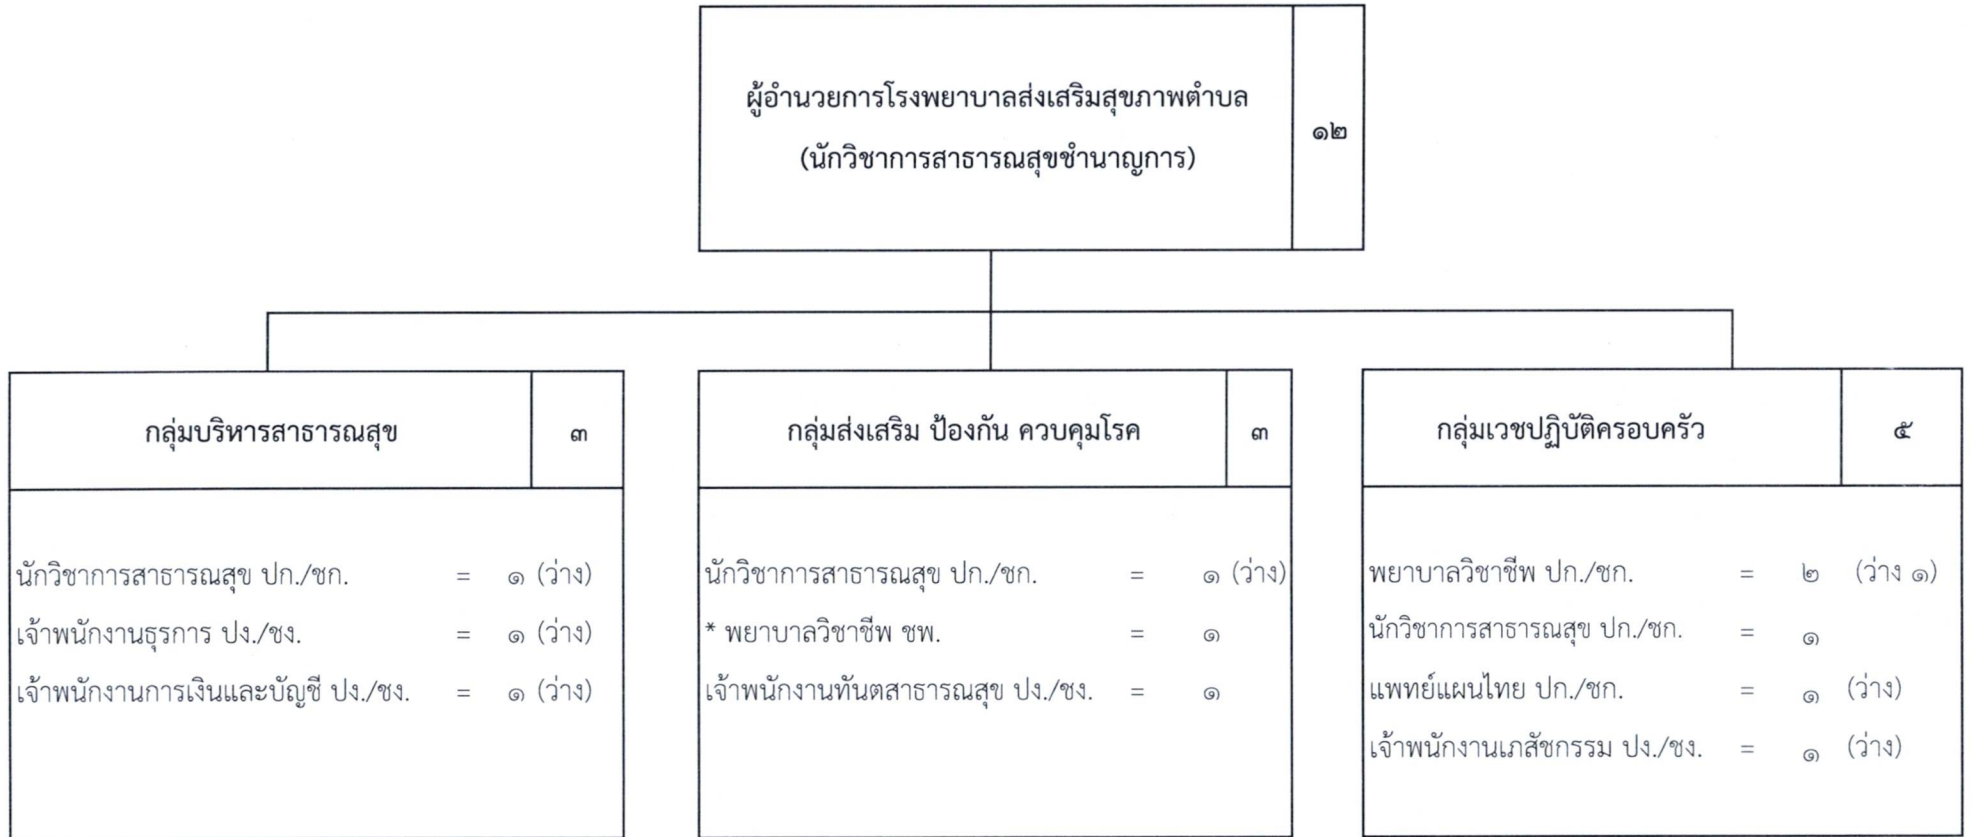 ผู้อำนวยการโรงพยาบาลส่งเสริมสุขภาพตำบล
(นักวิชาการสาธารณสุขชำนาญการ)
๑๒
กลุ่มบริหารสาธารณสุข ๓
นักวิชาการสาธารณสุข ปก./ชก. = ๑ (ว่าง)
เจ้าพนักงานธุรการ ปง./ชง. = ๑ (ว่าง)
เจ้าพนักงานการเงินและบัญชี ปง./ชง. = ๑ (ว่าง)
กลุ่มส่งเสริม ป้องกัน ควบคุมโรค ๓
นักวิชาการสาธารณสุข ปก./ชก. = ๑ (ว่าง)
* พยาบาลวิชาชีพ ชพ. = ๑
เจ้าพนักงานทันตสาธารณสุข ปง./ชง. = ๑
กลุ่มเวชปฏิบัติครอบครัว ๕
พยาบาลวิชาชีพ ปก./ชก. = ๒ (ว่าง ๑)
นักวิชาการสาธารณสุข ปก./ชก. = ๑
แพทย์แผนไทย ปก./ชก. = ๑ (ว่าง)
เจ้าพนักงานเภสัชกรรม ปง./ชง. = ๑ (ว่าง)